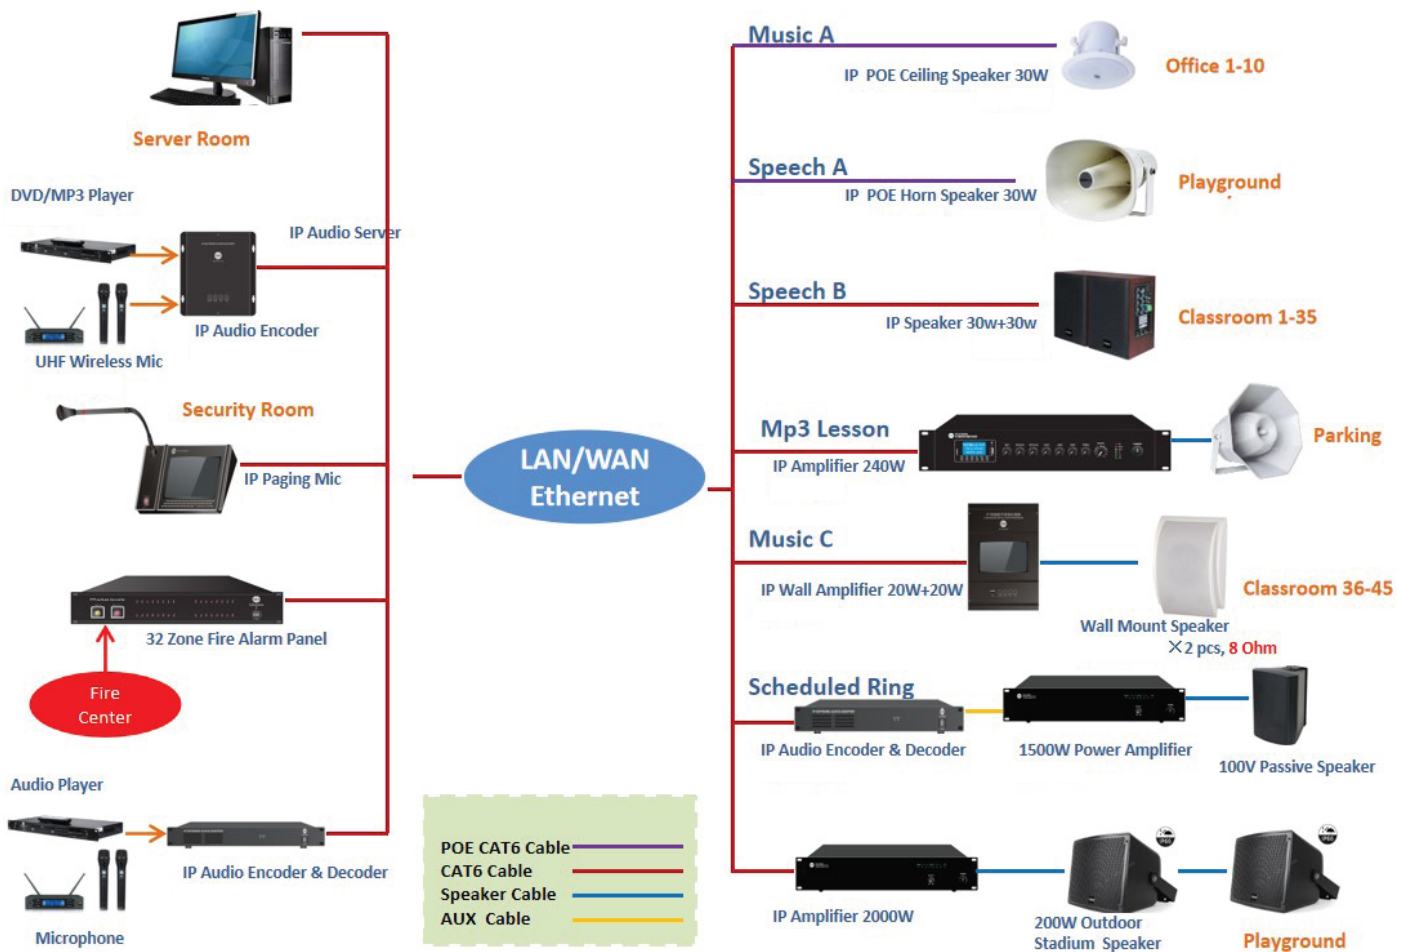 Server Room
DVD/MP3 Player
IP Audio Server
IP Audio Encoder
UHF Wireless Mic
Security Room
IP Paging Mic
32 Zone Fire Alarm Panel
Fire
Center
Audio Player
IP Audio Encoder & Decoder
Microphone
LAN/WAN
Ethernet
POE CAT6 Cable
CAT6 Cable
Speaker Cable
AUX Cable
Music A
IP POE Ceiling Speaker 30W
Office 1-10
Speech A
IP POE Horn Speaker 30W
Playground
Speech B
IP Speaker 30w+30w
Classroom 1-35
Mp3 Lesson
IP Amplifier 240W
Parking
Music C
IP Wall Amplifier 20W+20W
Classroom 36-45
Wall Mount Speaker
×2 pcs, 8 Ohm
Scheduled Ring
IP Audio Encoder & Decoder
1500W Power Amplifier
100V Passive Speaker
IP Amplifier 2000W
IP66
IP66
200W Outdoor
Stadium Speaker
Playground